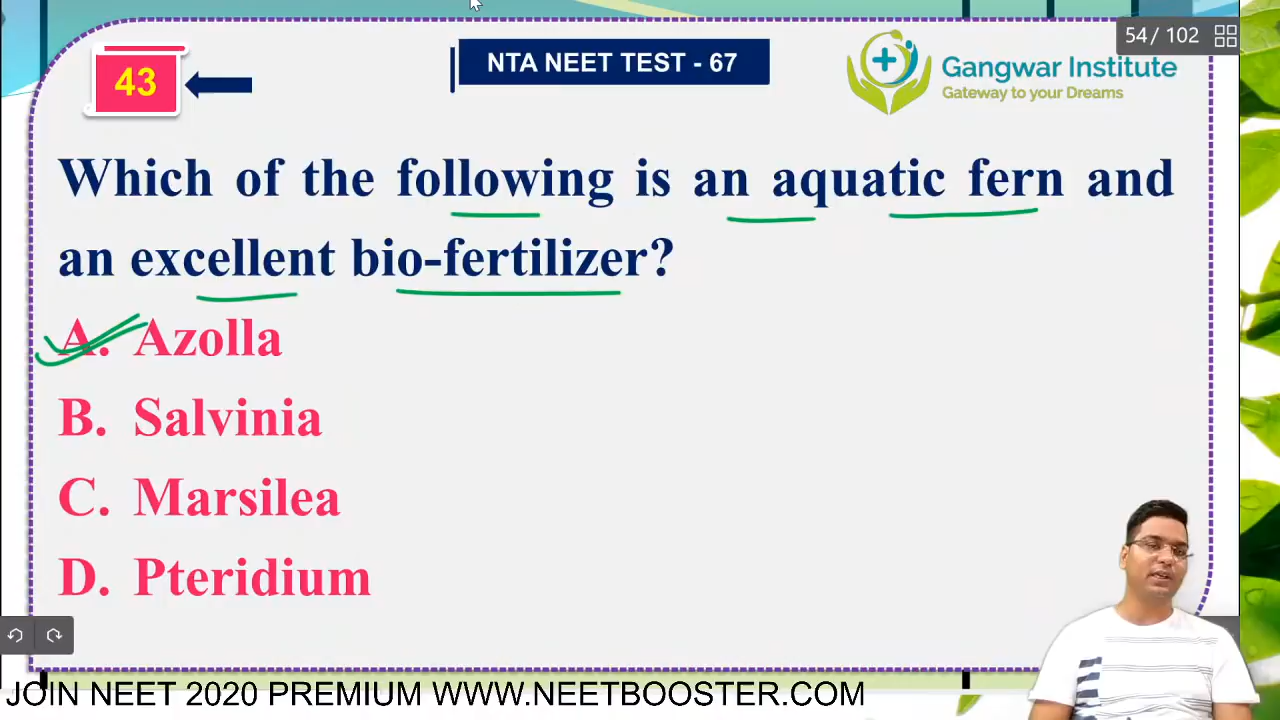 54 / 102
43
NTA NEET TEST - 67
Gangwar Institute
Gateway to your Dreams
Which of the following is an aquatic fern and
an excellent bio-fertilizer?
A. Azolla
B. Salvinia
C. Marsilea
D. Pteridium
JOIN NEET 2020 PREMIUM WWW.NEETBOOSTER.COM